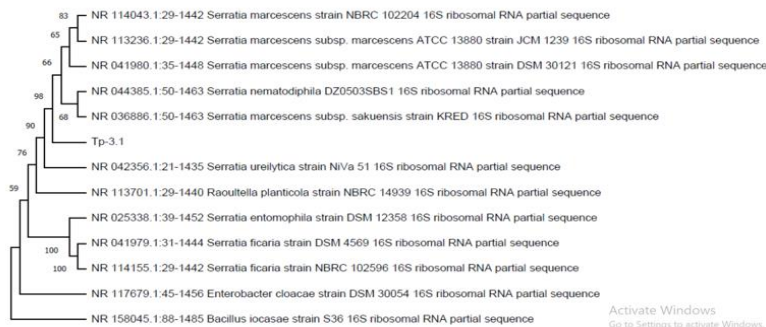 83
NR 114043.1:29-1442 Serratia marcescens strain NBRC 102204 16S ribosomal RNA partial sequence
65
NR 113236.1:29-1442 Serratia marcescens subsp. marcescens ATCC 13880 strain JCM 1239 16S ribosomal RNA partial sequence
66
NR 041980.1:35-1448 Serratia marcescens subsp. marcescens ATCC 13880 strain DSM 30121 16S ribosomal RNA partial sequence
NR 044385.1:50-1463 Serratia nematodiphila DZ0503SBS1 16S ribosomal RNA partial sequence
98
68
NR 036886.1:50-1463 Serratia marcescens subsp. sakuensis strain KRED 16S ribosomal RNA partial sequence
90
Tp-3.1
76
NR 042356.1:21-1435 Serratia ureilytica strain NiVa 51 16S ribosomal RNA partial sequence
59
NR 113701.1:29-1440 Raoultella planticola strain NBRC 14939 16S ribosomal RNA partial sequence
NR 025338.1:39-1452 Serratia entomophila strain DSM 12358 16S ribosomal RNA partial sequence
NR 041979.1:31-1444 Serratia ficaria strain DSM 4569 16S ribosomal RNA partial sequence
100
100
NR 114155.1:29-1442 Serratia ficaria strain NBRC 102596 16S ribosomal RNA partial sequence
NR 117679.1:45-1456 Enterobacter cloacae strain DSM 30054 16S ribosomal RNA partial sequence
NR 158045.1:88-1485 Bacillus iocasae strain S36 16S ribosomal RNA partial sequence
Activate Windows
Go to Settings to activate Windows.